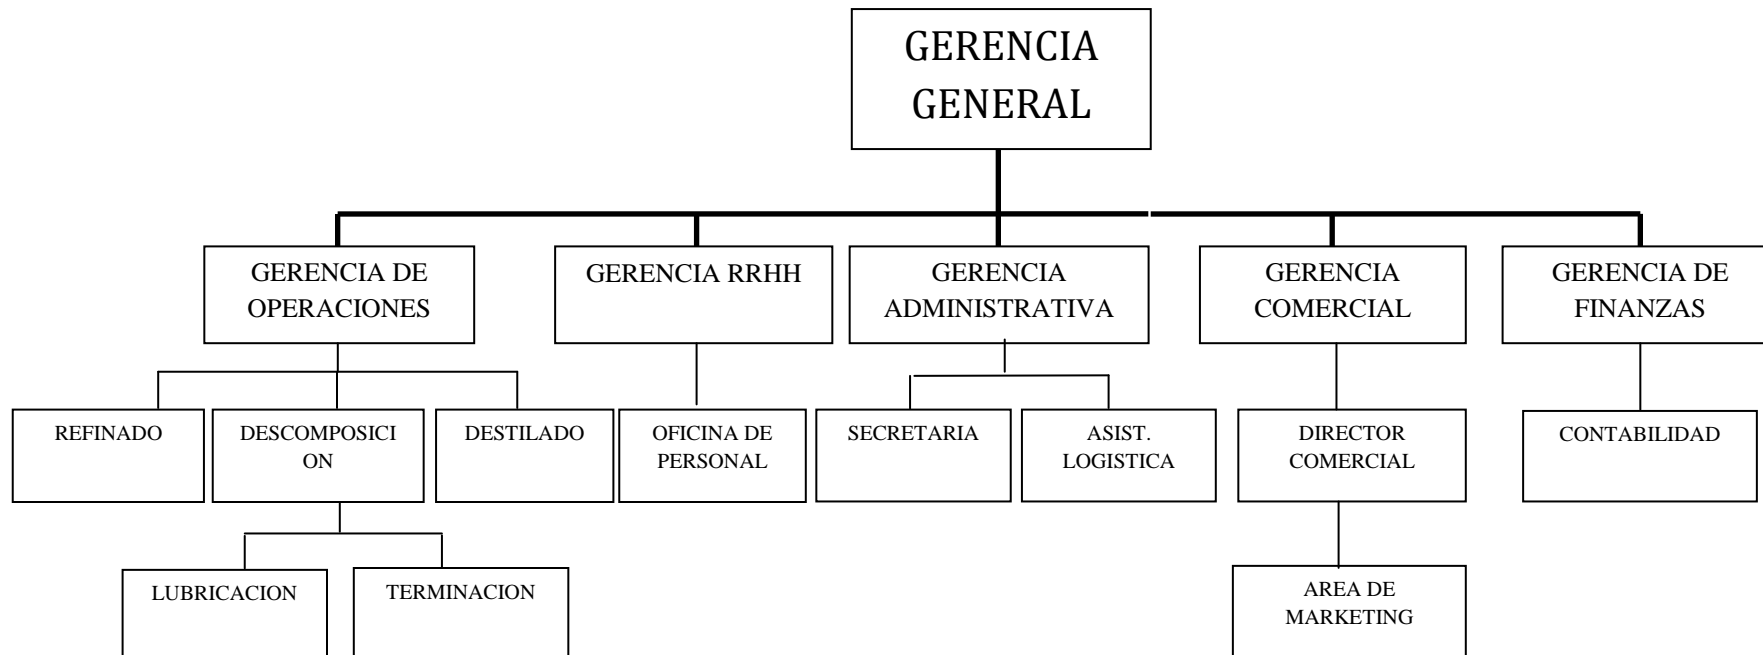 GERENCIA
GENERAL
GERENCIA DE
OPERACIONES
GERENCIA RRHH
GERENCIA
ADMINISTRATIVA
GERENCIA
COMERCIAL
GERENCIA DE
FINANZAS
REFINADO
DESCOMPOSICI
ON
DESTILADO
OFICINA DE
PERSONAL
SECRETARIA
ASIST.
LOGISTICA
DIRECTOR
COMERCIAL
CONTABILIDAD
LUBRICACION
TERMINACION
AREA DE
MARKETING